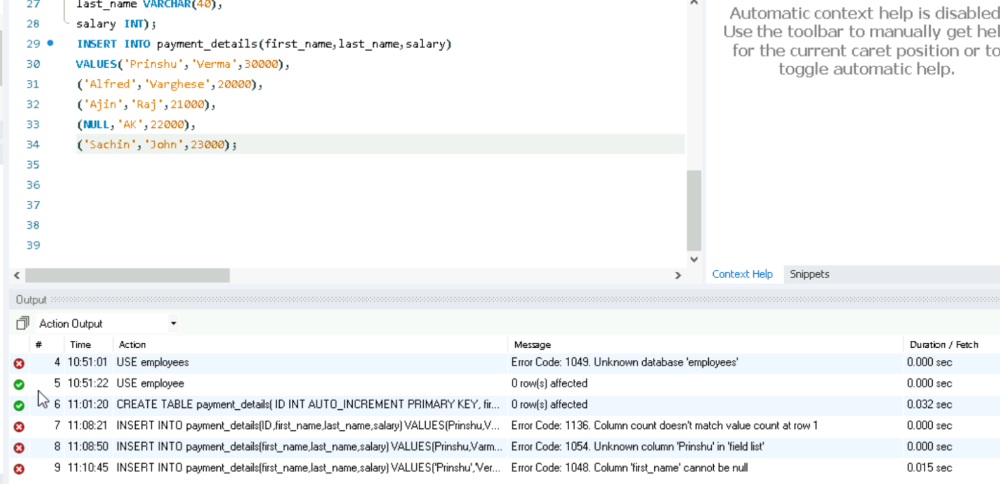 27 last_name VARCHAR(40),
28 salary INT);
29 INSERT INTO payment_details(first_name,last_name,salary)
30 VALUES('Prinshu','Verma',30000),
31 ('Alfred','Varghese',20000),
32 ('Ajin','Raj',21000),
33 (NULL,'AK',22000),
34 ('Sachin','John',23000);
35
36
37
38
39
Automatic context help is disabled
Use the toolbar to manually get hel
for the current caret position or to
toggle automatic help.
Context Help Snippets
Output
Action Output
# Time Action Message Duration / Fetch
4 10:51:01 USE employees Error Code: 1049. Unknown database 'employees' 0.000 sec
5 10:51:22 USE employee 0 row(s) affected 0.000 sec
6 11:01:20 CREATE TABLE payment_details( ID INT AUTO_INCREMENT PRIMARY KEY, fir... 0 row(s) affected 0.032 sec
7 11:08:21 INSERT INTO payment_details(ID,first_name,last_name,salary) VALUES(Prinshu,V... Error Code: 1136. Column count doesn't match value count at row 1 0.000 sec
8 11:08:50 INSERT INTO payment_details(first_name,last_name,salary) VALUES(Prinshu,Varm... Error Code: 1054. Unknown column 'Prinshu' in 'field list' 0.000 sec
9 11:10:45 INSERT INTO payment_details(first_name,last_name,salary) VALUES('Prinshu','Ver... Error Code: 1048. Column 'first_name' cannot be null 0.015 sec